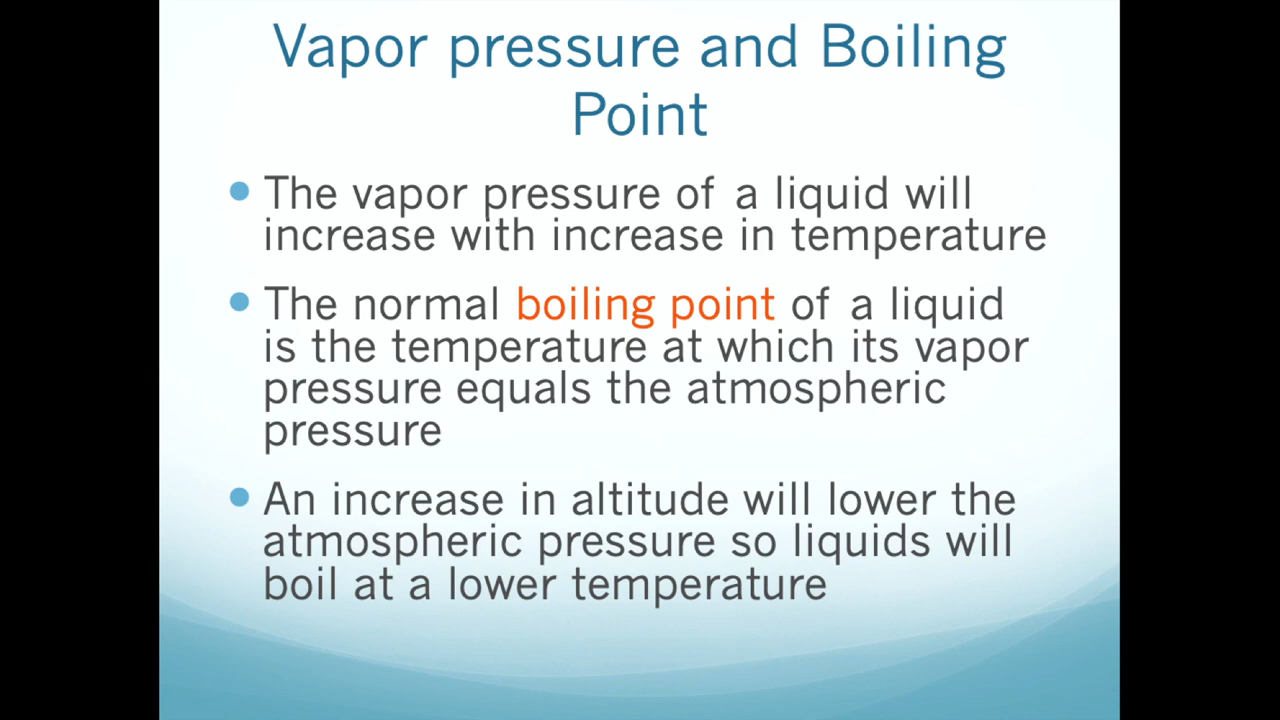 Vapor pressure and Boiling
Point
• The vapor pressure of a liquid will
increase with increase in temperature
• The normal boiling point of a liquid
is the temperature at which its vapor
pressure equals the atmospheric
pressure
• An increase in altitude will lower the
atmospheric pressure so liquids will
boil at a lower temperature